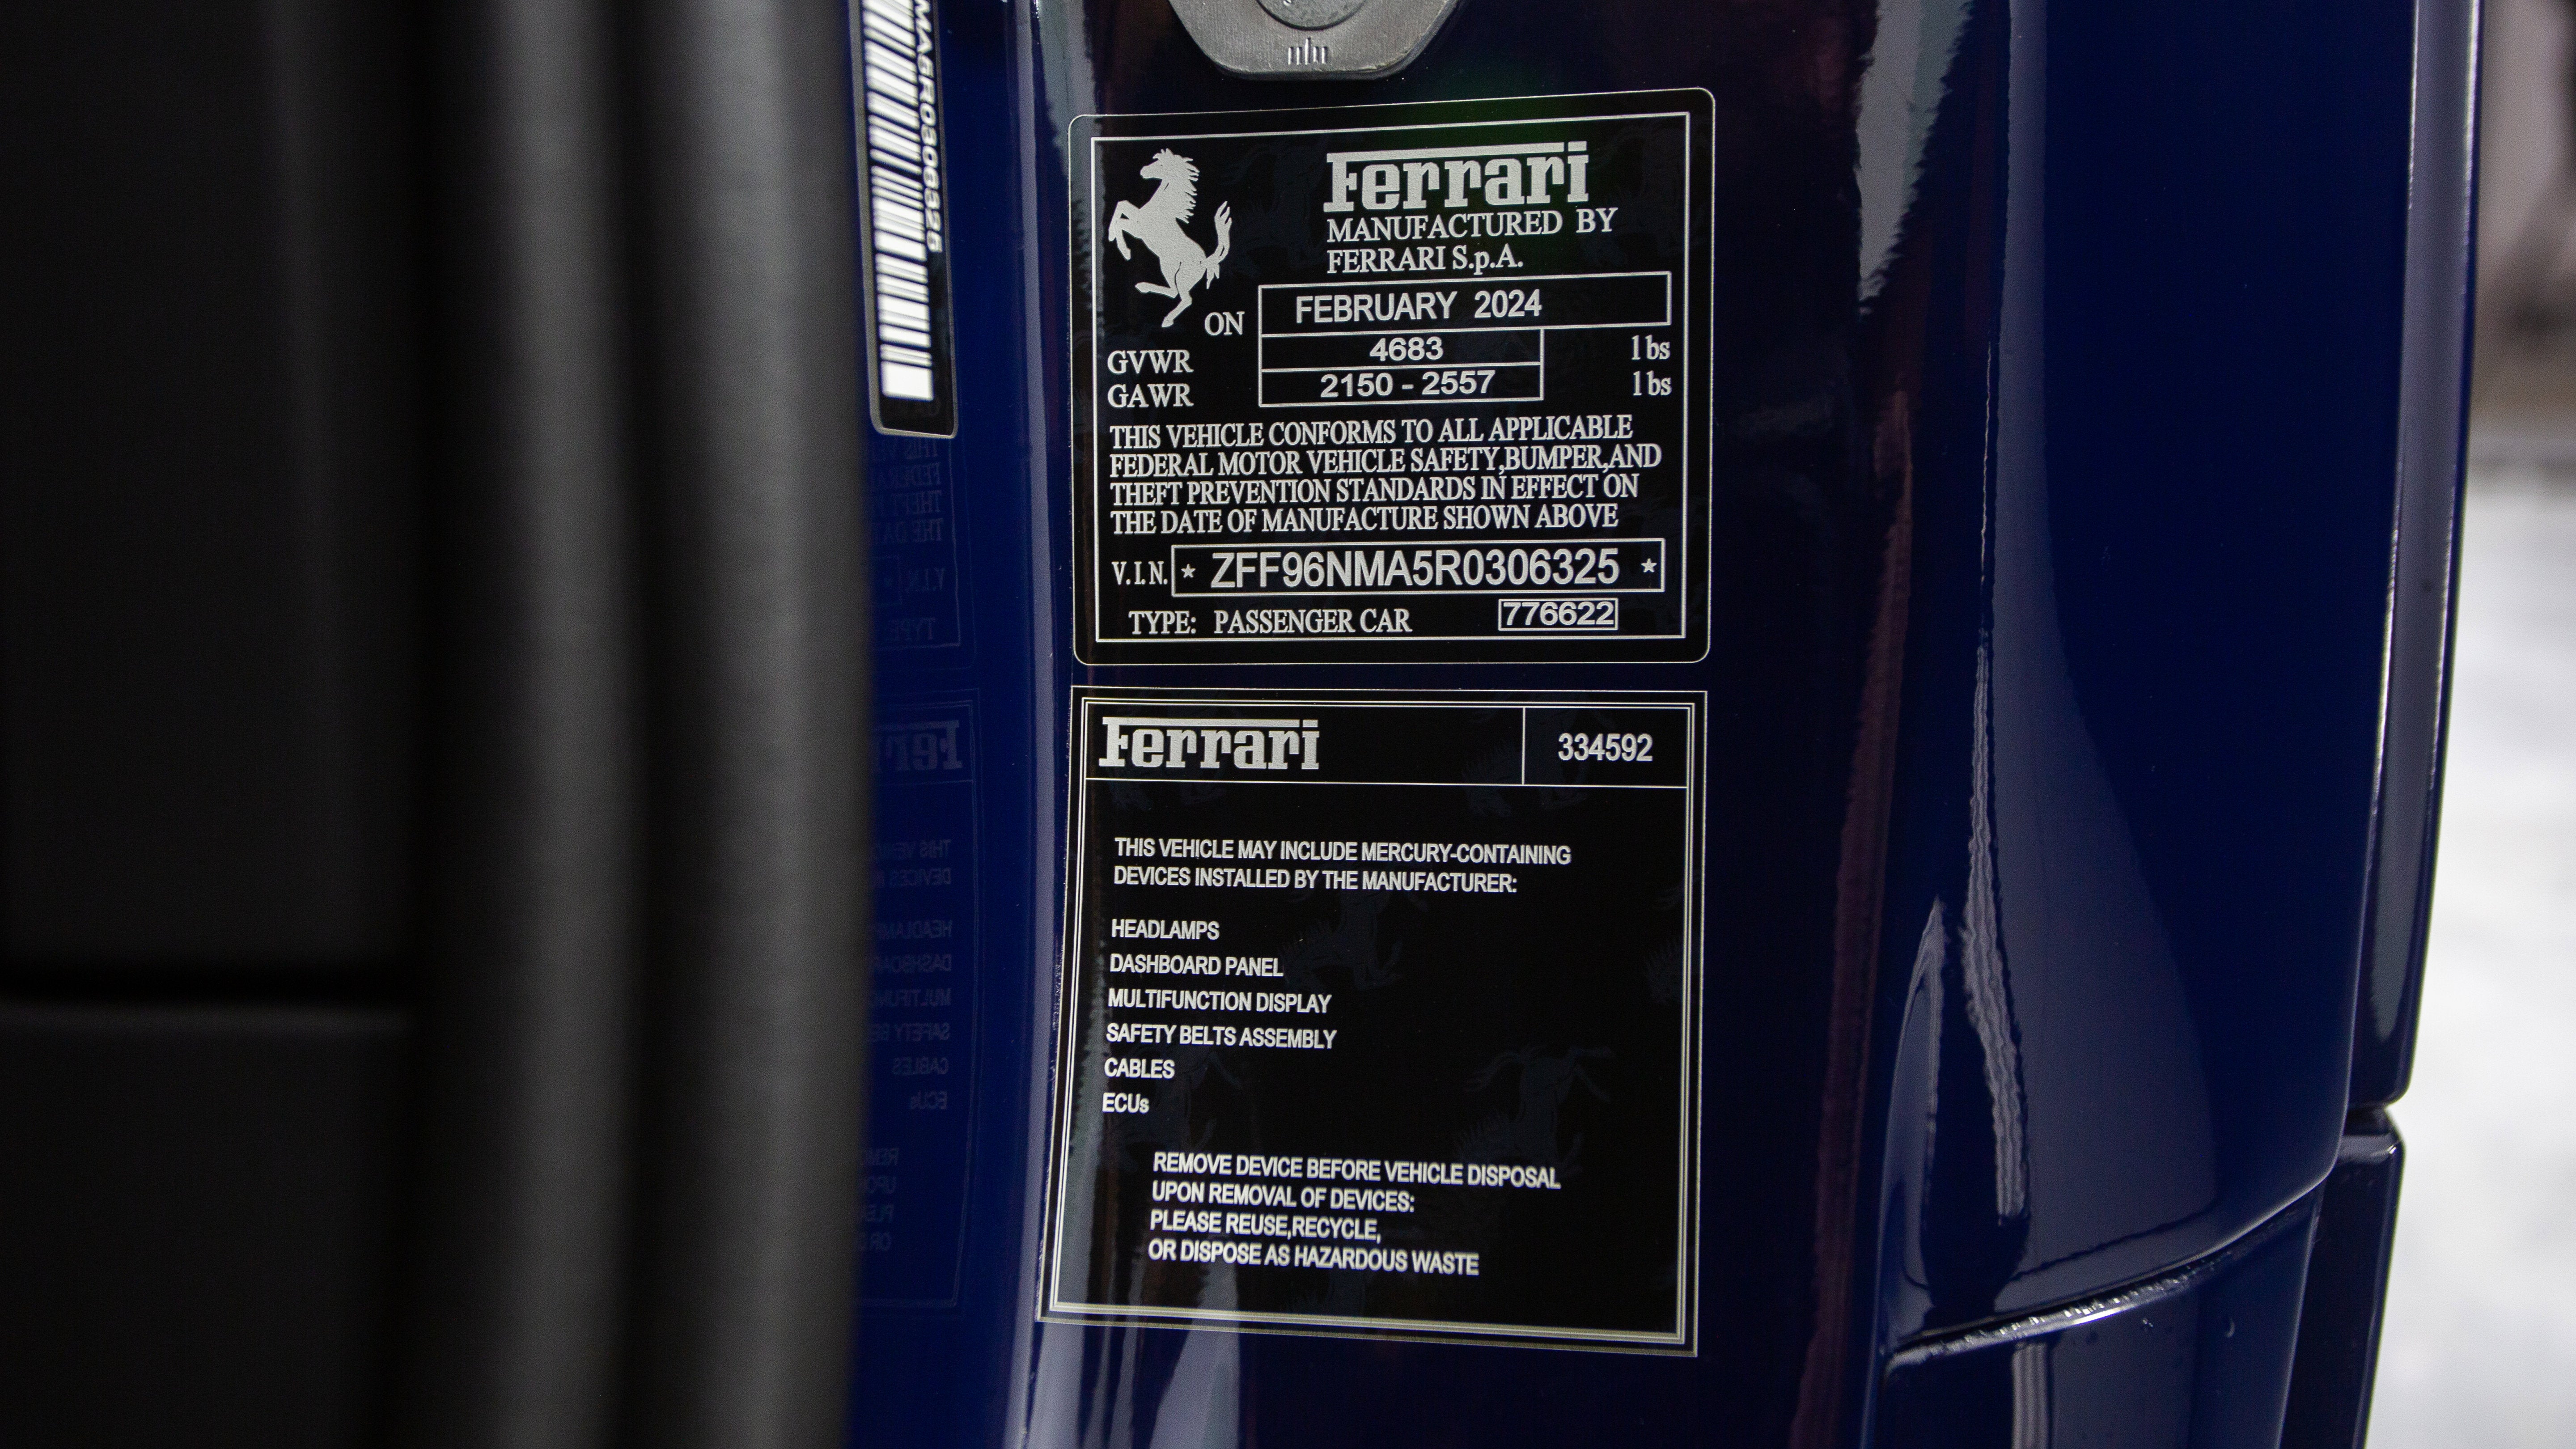 MA5R0306325
Ferrari
MANUFACTURED BY
FERRARI S.p.A.
ON FEBRUARY 2024
GVWR 4683 lbs
GAWR 2150 - 2557 lbs
THIS VEHICLE CONFORMS TO ALL APPLICABLE
FEDERAL MOTOR VEHICLE SAFETY,BUMPER,AND
THEFT PREVENTION STANDARDS IN EFFECT ON
THE DATE OF MANUFACTURE SHOWN ABOVE
V.I.N. * ZFF96NMA5R0306325 *
TYPE: PASSENGER CAR 776622
Ferrari 334592
THIS VEHICLE MAY INCLUDE MERCURY-CONTAINING
DEVICES INSTALLED BY THE MANUFACTURER:
HEADLAMPS
DASHBOARD PANEL
MULTIFUNCTION DISPLAY
SAFETY BELTS ASSEMBLY
CABLES
ECUs
REMOVE DEVICE BEFORE VEHICLE DISPOSAL
UPON REMOVAL OF DEVICES:
PLEASE REUSE,RECYCLE,
OR DISPOSE AS HAZARDOUS WASTE